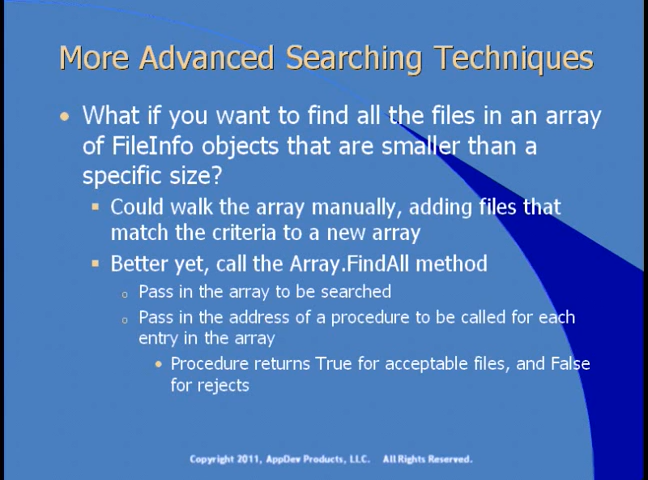 More Advanced Searching Techniques
• What if you want to find all the files in an array
of FileInfo objects that are smaller than a
specific size?
▪ Could walk the array manually, adding files that
match the criteria to a new array
▪ Better yet, call the Array.FindAll method
o Pass in the array to be searched
o Pass in the address of a procedure to be called for each
entry in the array
• Procedure returns True for acceptable files, and False
for rejects
Copyright 2011, AppDev Products, LLC. All Rights Reserved.